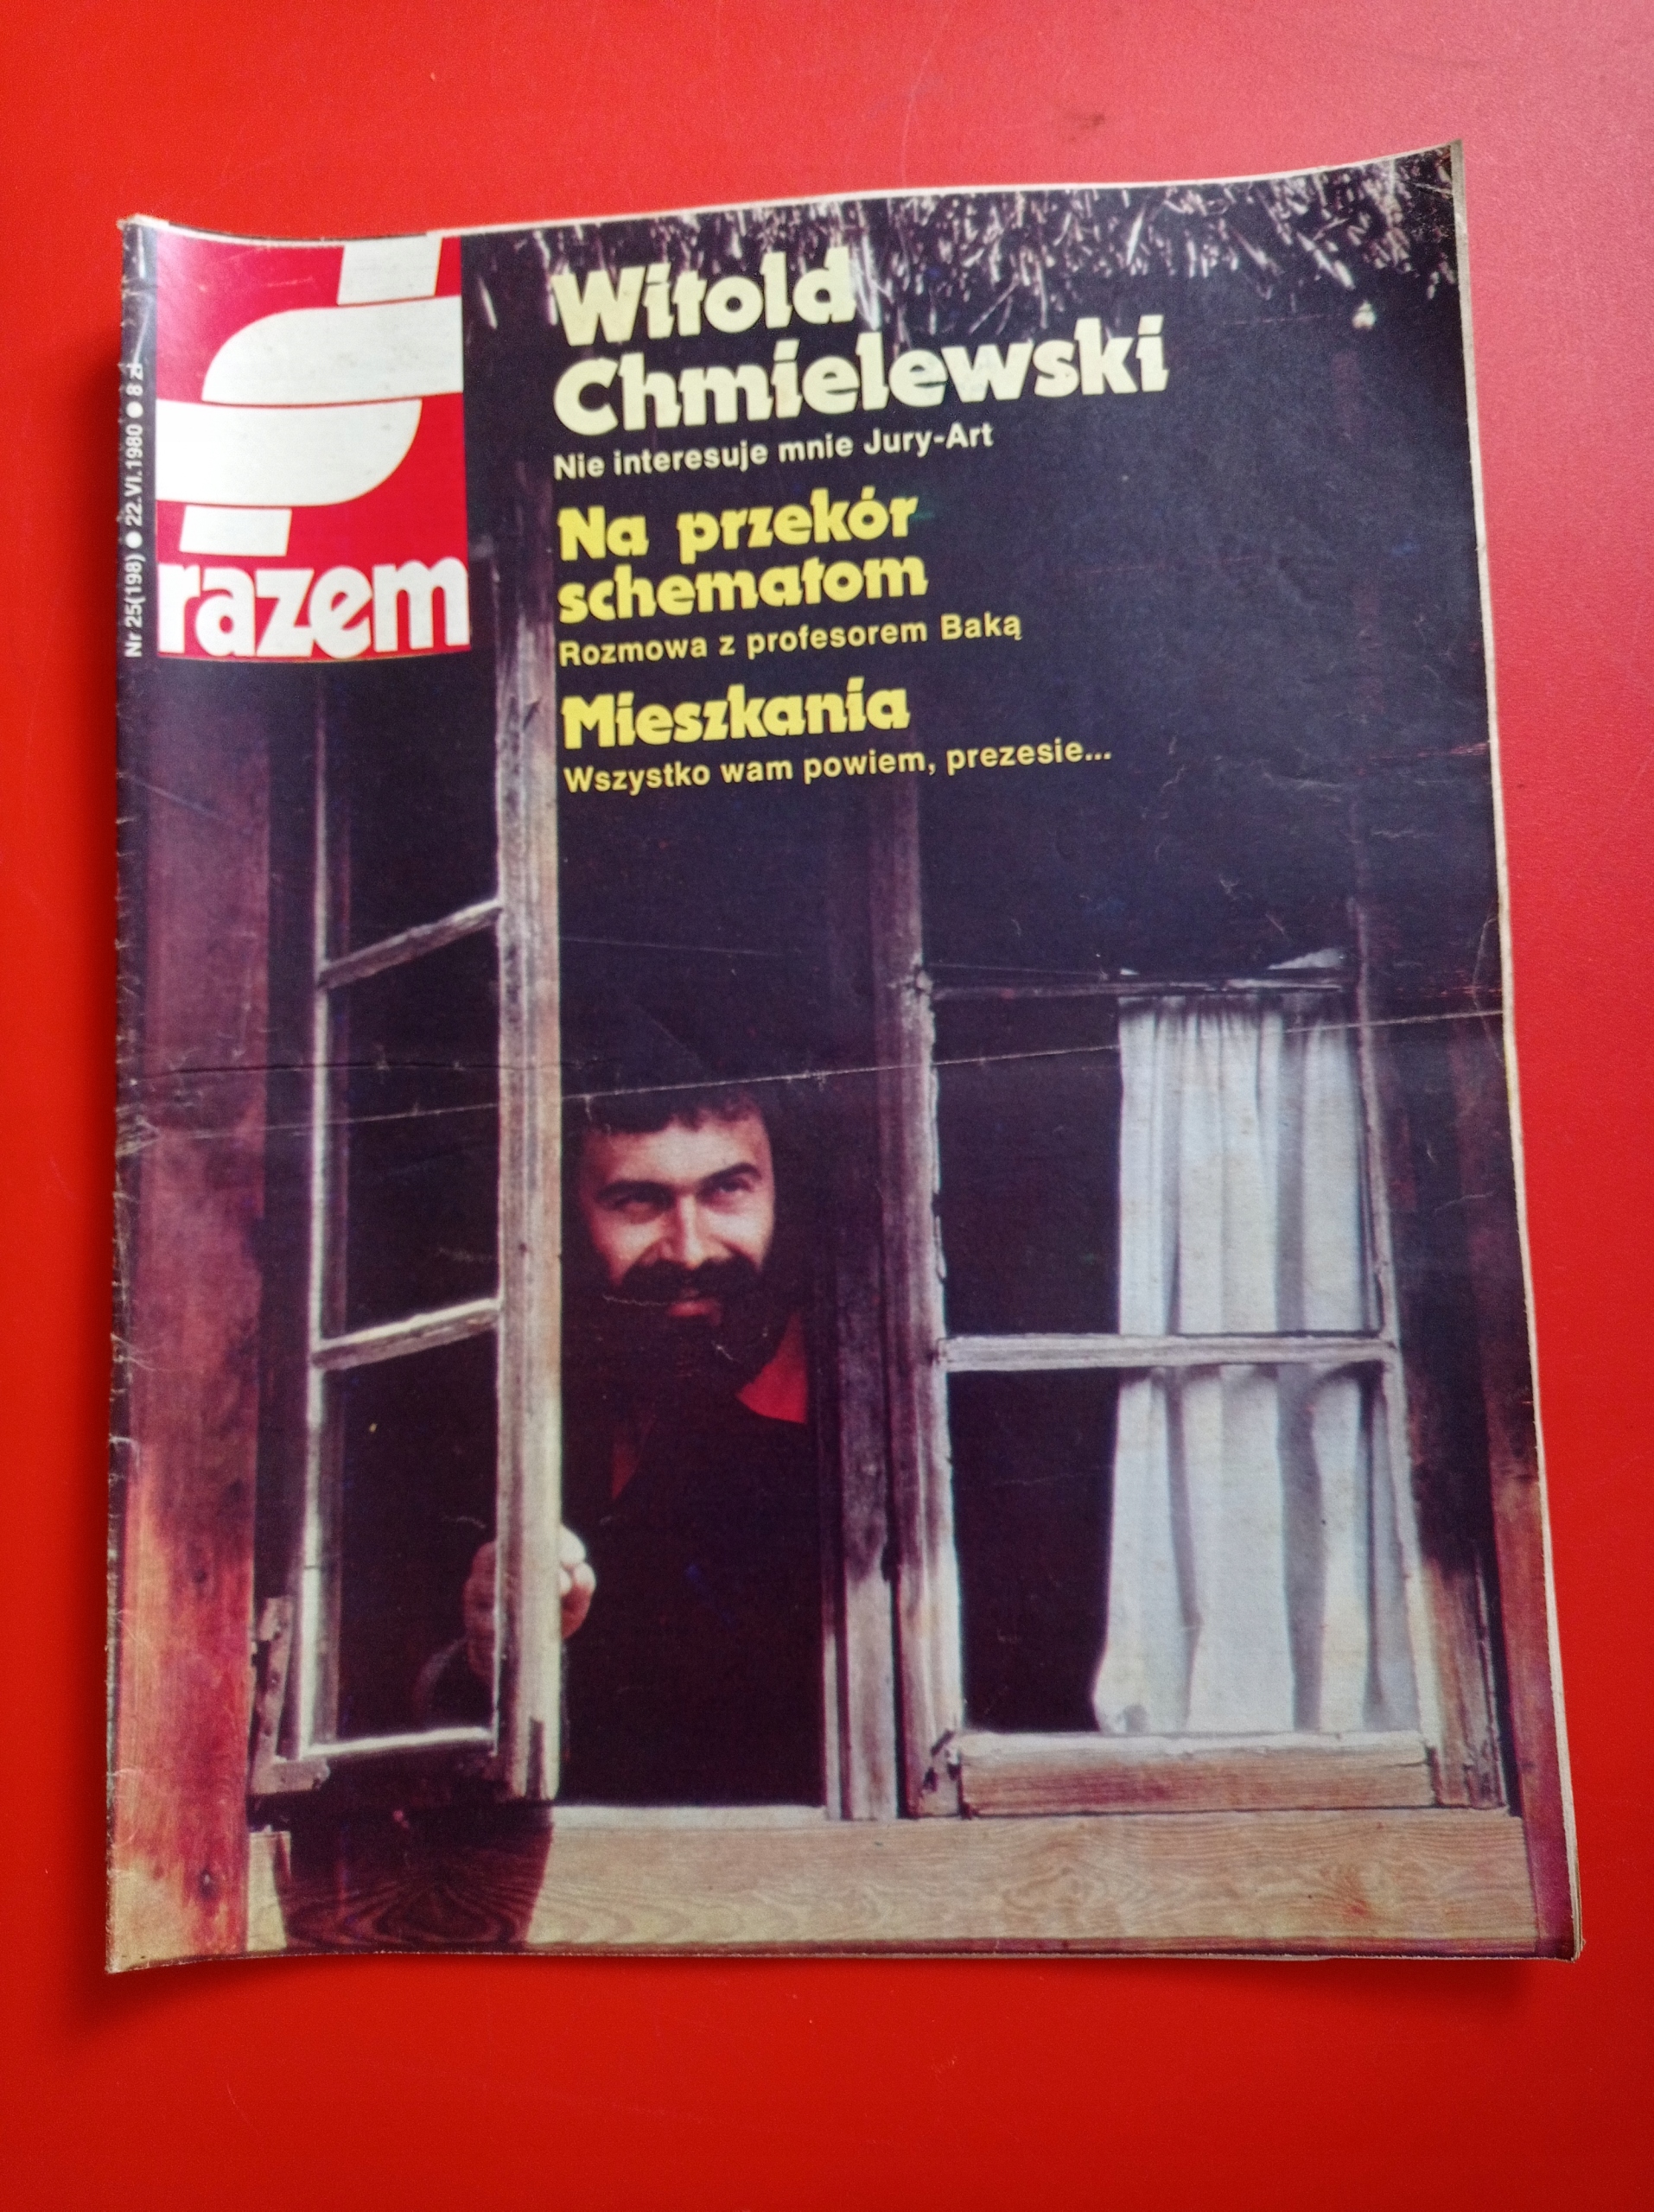 Nr 25(198) ● 22.VI.1980 ● 8 zł
razem
Witold
Chmielewski
Nie interesuje mnie Jury-Art
Na przekór
schematom
Rozmowa z profesorem Baką
Mieszkania
Wszystko wam powiem, prezesie...